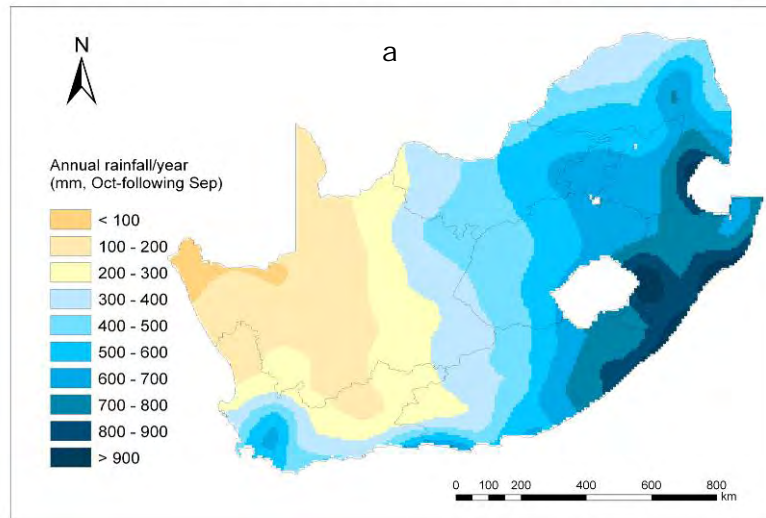 N
a
Annual rainfall/year
(mm, Oct-following Sep)
< 100
100 - 200
200 - 300
300 - 400
400 - 500
500 - 600
600 - 700
700 - 800
800 - 900
> 900
0 100 200 400 600 800
km